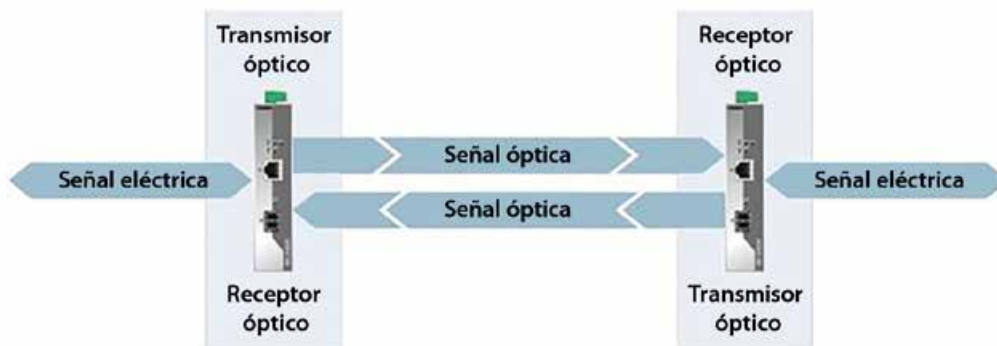 Transmisor
óptico
Receptor
óptico
Señal óptica
Señal eléctrica
Señal eléctrica
Señal óptica
Receptor
óptico
Transmisor
óptico